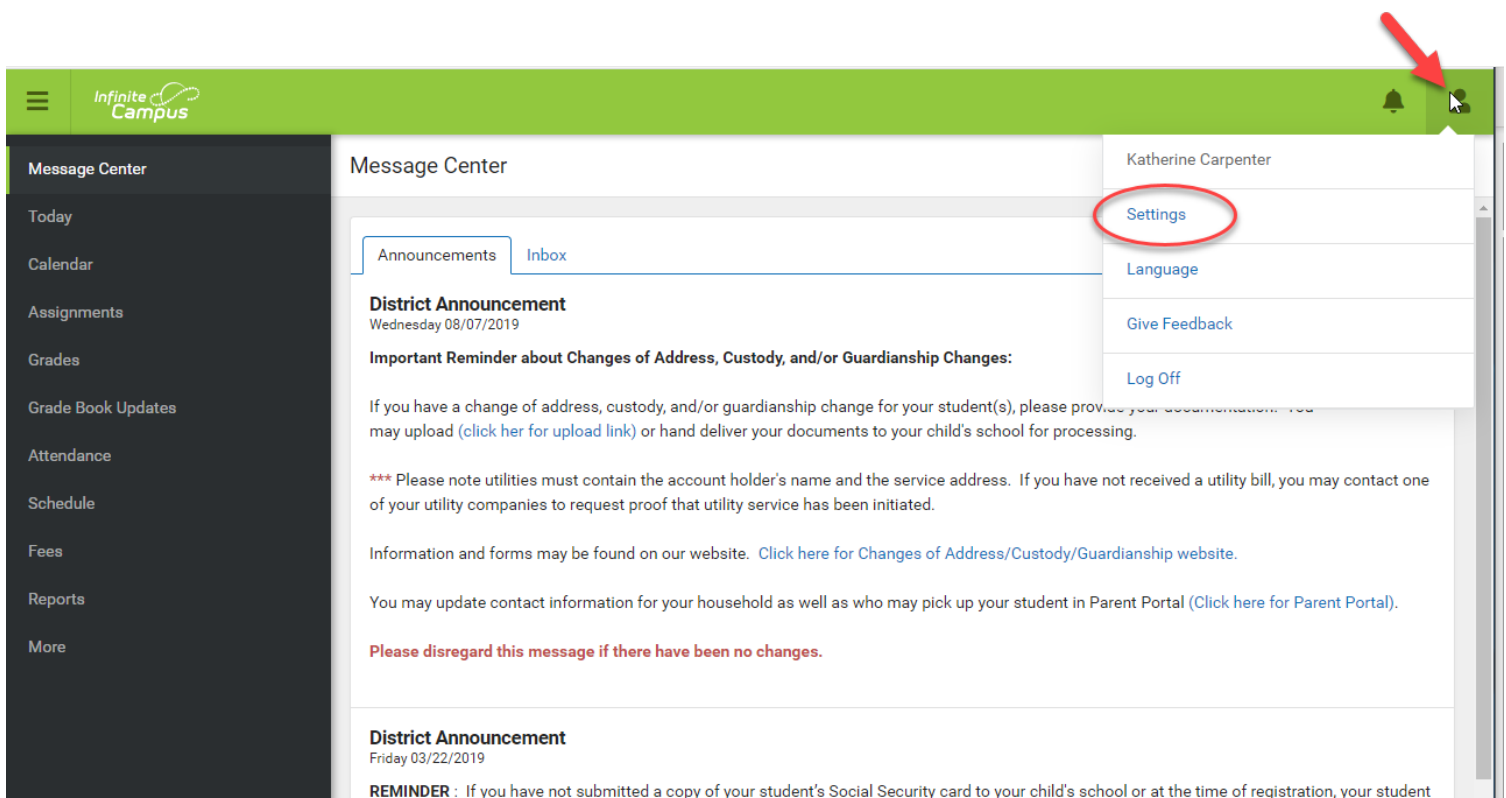 Infinite
Campus
Message Center
Today
Calendar
Assignments
Grades
Grade Book Updates
Attendance
Schedule
Fees
Reports
More
Message Center
Katherine Carpenter
Settings
Language
Give Feedback
Log Off
Announcements Inbox
District Announcement
Wednesday 08/07/2019
Important Reminder about Changes of Address, Custody, and/or Guardianship Changes:
If you have a change of address, custody, and/or guardianship change for your student(s), please provide your documentation. You
may upload (click her for upload link) or hand deliver your documents to your child's school for processing.
*** Please note utilities must contain the account holder's name and the service address. If you have not received a utility bill, you may contact one
of your utility companies to request proof that utility service has been initiated.
Information and forms may be found on our website. Click here for Changes of Address/Custody/Guardianship website.
You may update contact information for your household as well as who may pick up your student in Parent Portal (Click here for Parent Portal).
Please disregard this message if there have been no changes.
District Announcement
Friday 03/22/2019
REMINDER : If you have not submitted a copy of your student's Social Security card to your child's school or at the time of registration, your student